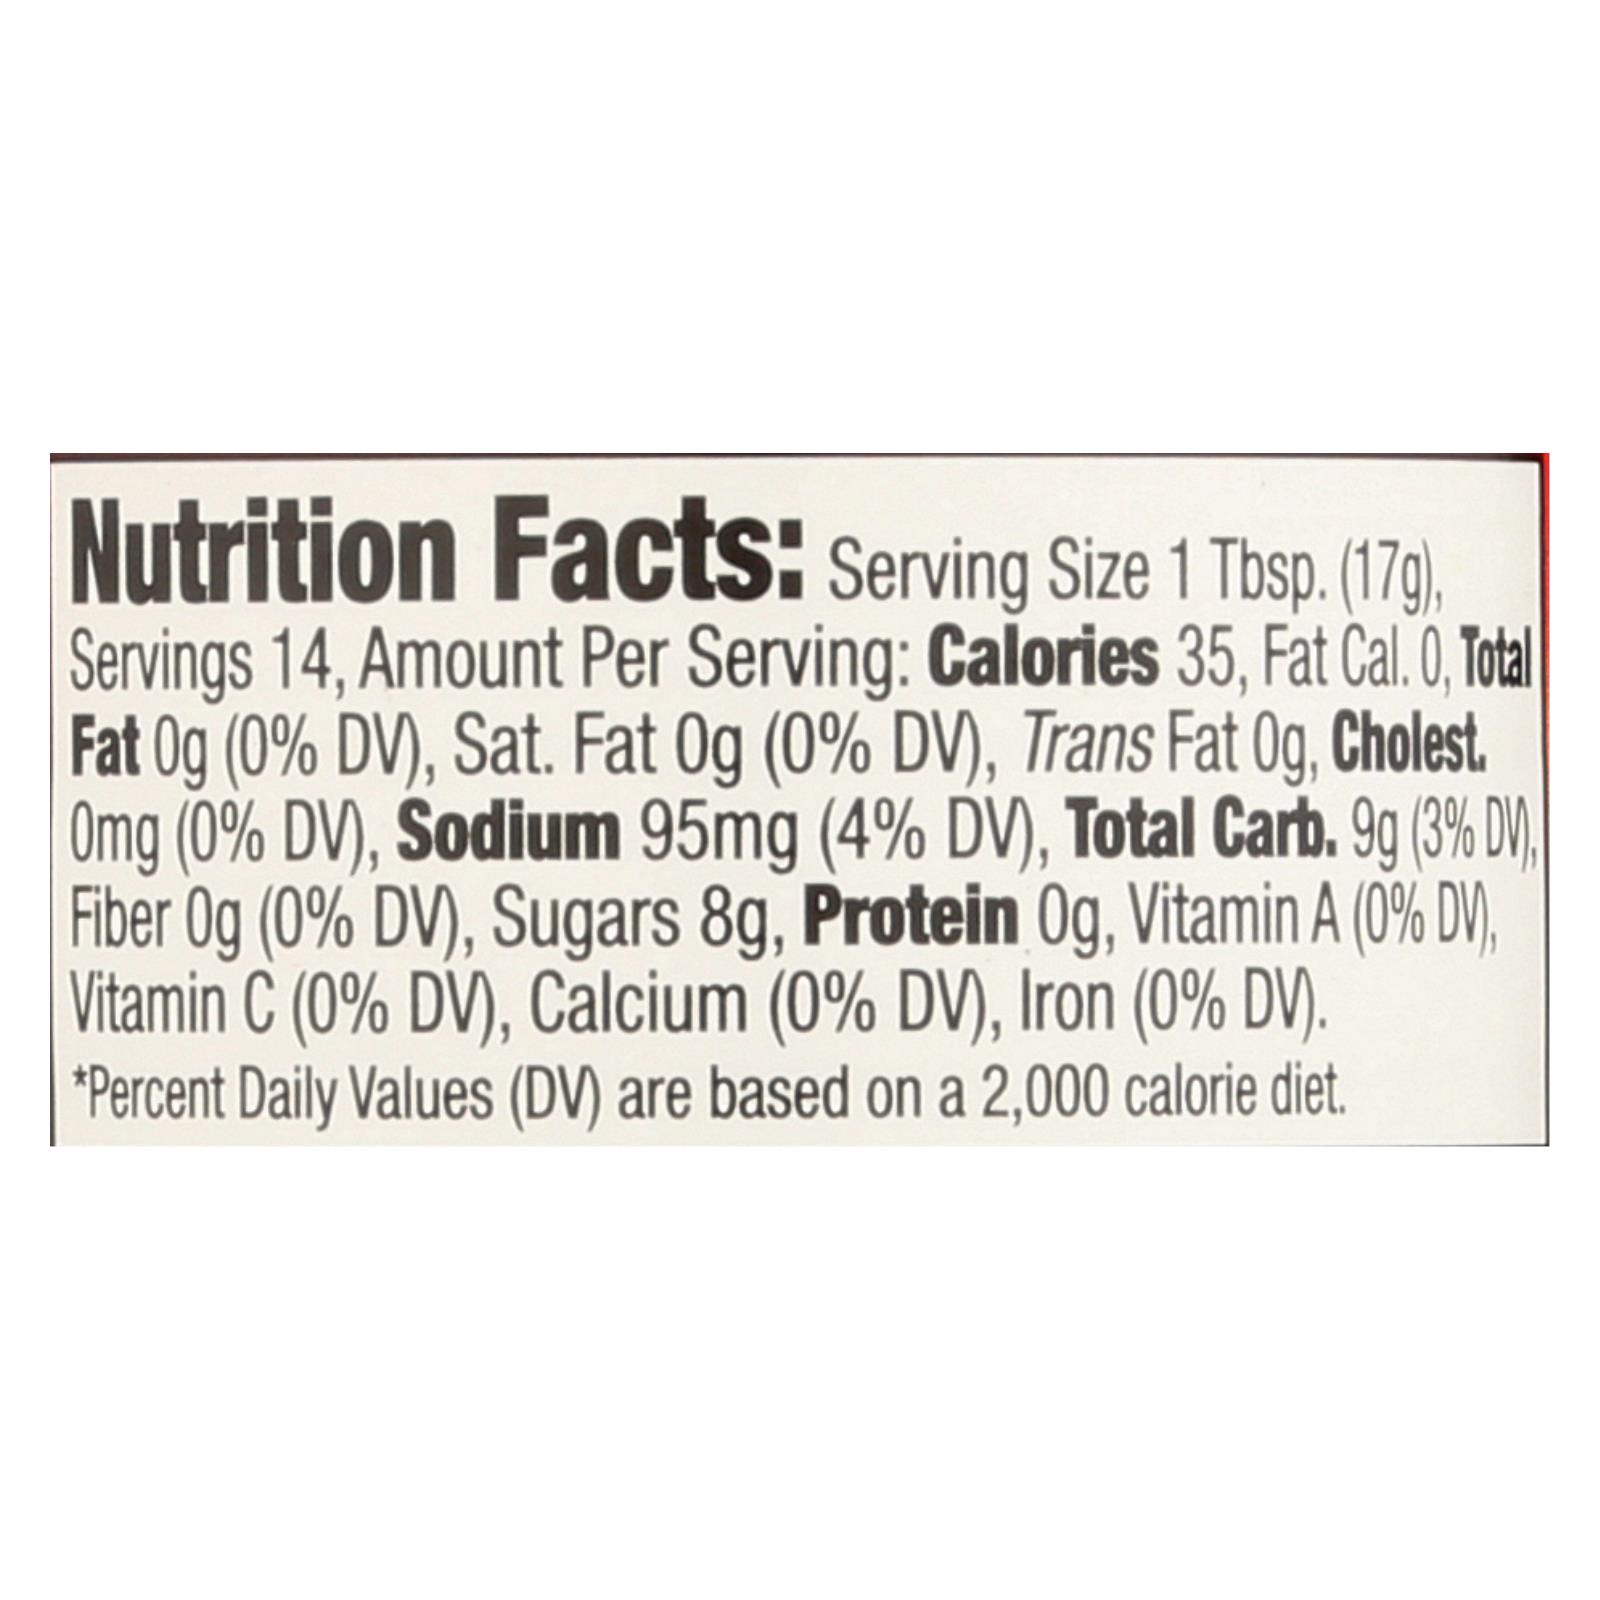 Nutrition Facts: Serving Size 1 Tbsp. (17g),
Servings 14, Amount Per Serving: Calories 35, Fat Cal. 0, Total
Fat 0g (0% DV), Sat. Fat 0g (0% DV), Trans Fat 0g, Cholest.
0mg (0% DV), Sodium 95mg (4% DV), Total Carb. 9g (3% DV),
Fiber 0g (0% DV), Sugars 8g, Protein 0g, Vitamin A (0% DV),
Vitamin C (0% DV), Calcium (0% DV), Iron (0% DV).
*Percent Daily Values (DV) are based on a 2,000 calorie diet.